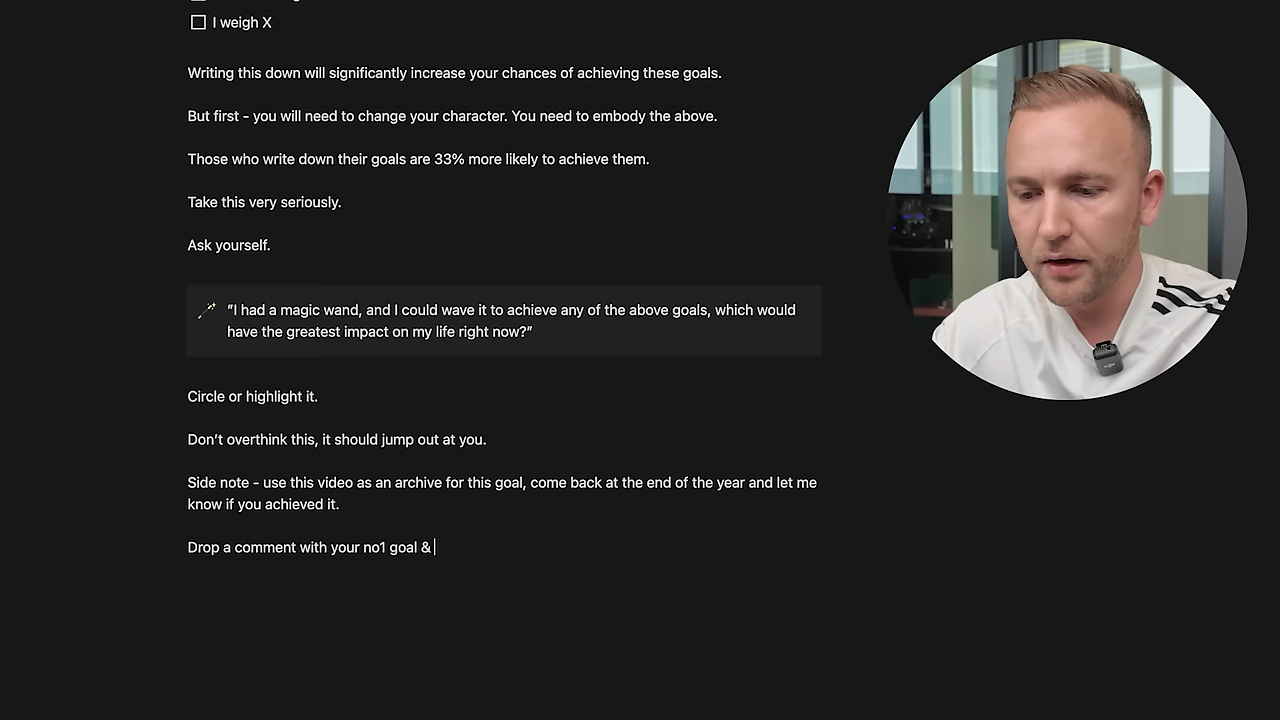 I weigh X
Writing this down will significantly increase your chances of achieving these goals.
But first - you will need to change your character. You need to embody the above.
Those who write down their goals are 33% more likely to achieve them.
Take this very seriously.
Ask yourself.
"I had a magic wand, and I could wave it to achieve any of the above goals, which would
have the greatest impact on my life right now?"
Circle or highlight it.
Don't overthink this, it should jump out at you.
Side note - use this video as an archive for this goal, come back at the end of the year and let me
know if you achieved it.
Drop a comment with your no1 goal &